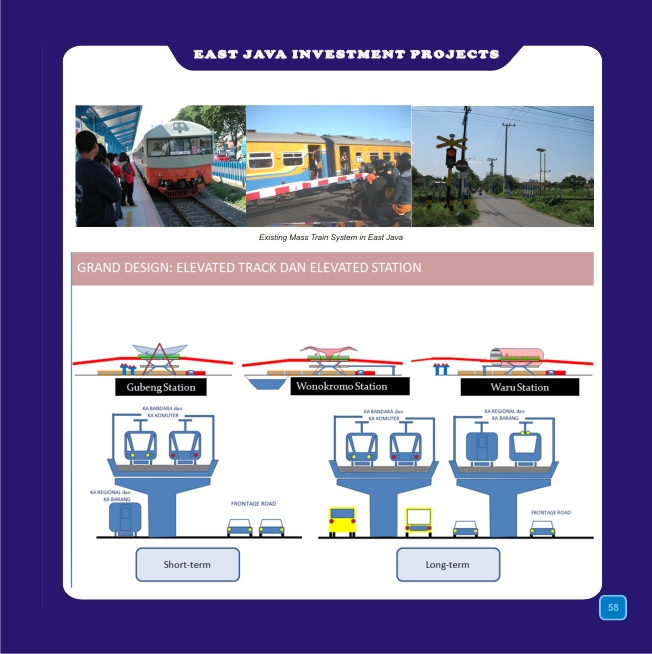 EAST JAVA INVESTMENT PROJECTS
Existing Mass Train System in East Java
GRAND DESIGN: ELEVATED TRACK DAN ELEVATED STATION
Gubeng Station
Wonokromo Station
Waru Station
KA BANDARA dan
KA KOMUTER
KA REGIONAL dan
KA BARANG
FRONTAGE ROAD
KA BANDARA dan
KA KOMUTER
KA REGIONAL dan
KA BARANG
FRONTAGE ROAD
Short-term
Long-term
58